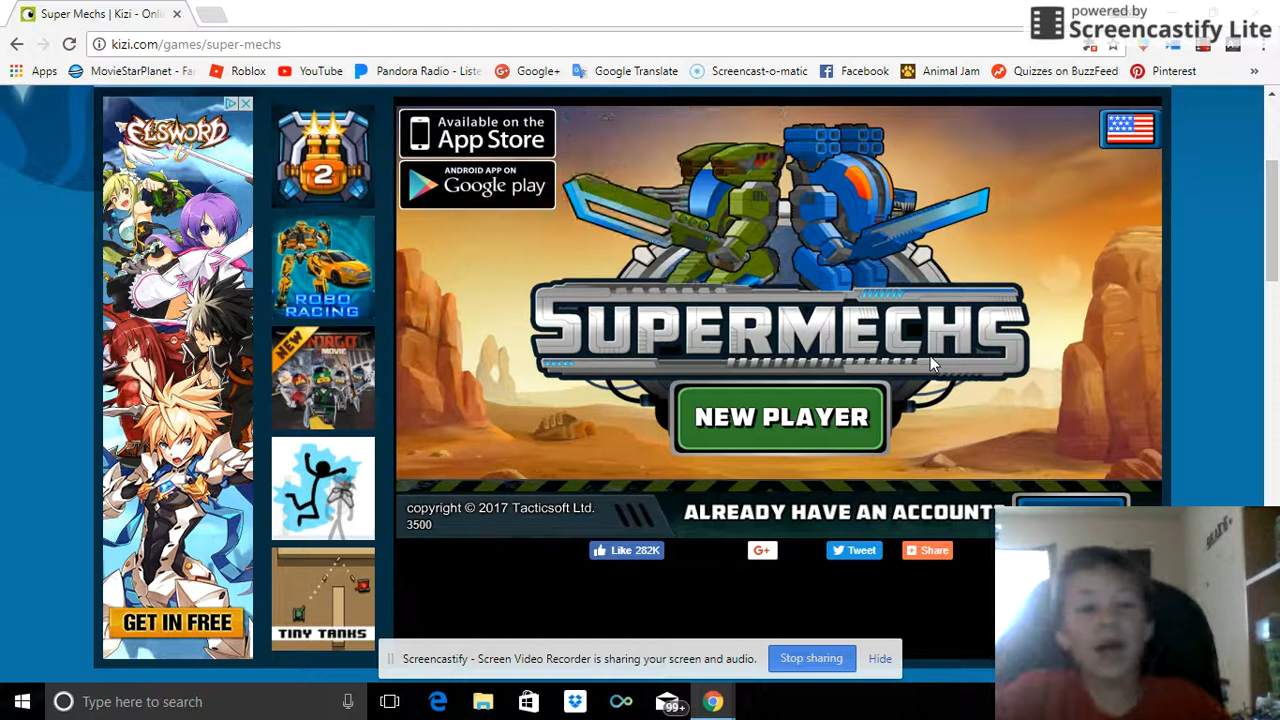 Super Mechs | Kizi - Onli
powered by
Screencastify Lite
kizi.com/games/super-mechs
Apps
MovieStarPlanet - Fa
Roblox
YouTube
Pandora Radio - Liste
Google+
Google Translate
Screencast-o-matic
Facebook
Animal Jam
Quizzes on BuzzFeed
Pinterest
»
ELSWORD
GET IN FREE
2
ROBO
RACING
NEW
NINJAGO
MOVIE
TINY TANKS
Available on the
App Store
ANDROID APP ON
Google play
SUPERMECHS
NEW PLAYER
copyright © 2017 Tacticsoft Ltd.
3500
ALREADY HAVE AN ACCOUNT
Like 282K
G+
Tweet
Share
Screencastify - Screen Video Recorder is sharing your screen and audio.
Stop sharing
Hide
Type here to search
99+